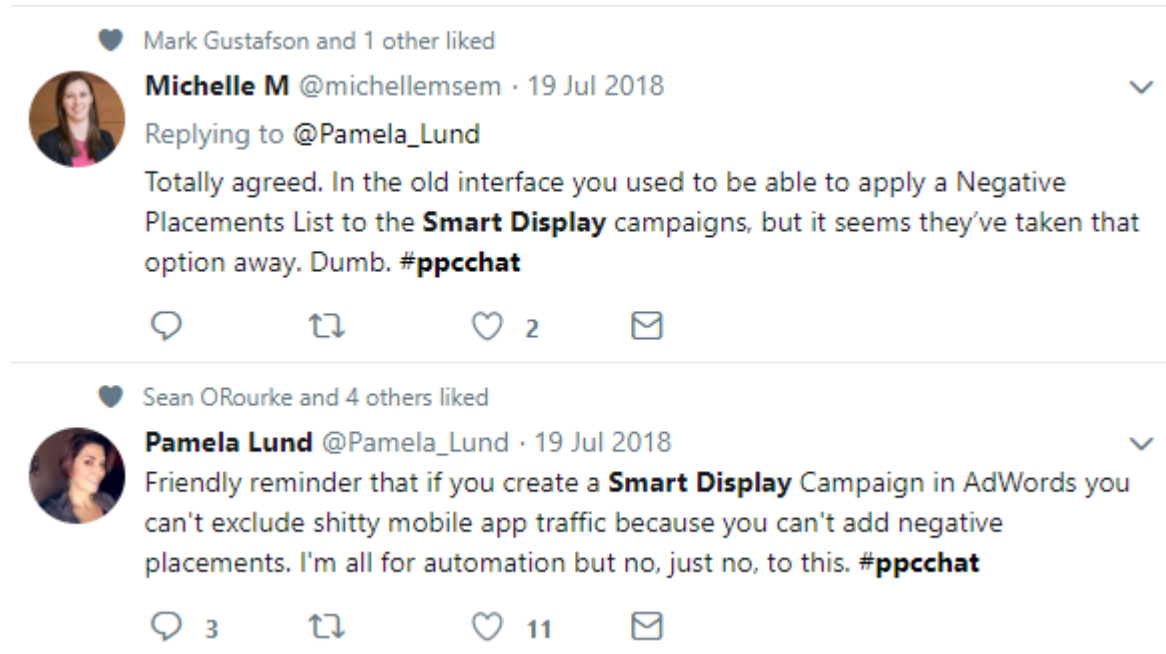 Mark Gustafson and 1 other liked
Michelle M @michellemsem · 19 Jul 2018
Replying to @Pamela_Lund
Totally agreed. In the old interface you used to be able to apply a Negative
Placements List to the Smart Display campaigns, but it seems they’ve taken that
option away. Dumb. #ppcchat
2
Sean ORourke and 4 others liked
Pamela Lund @Pamela_Lund · 19 Jul 2018
Friendly reminder that if you create a Smart Display Campaign in AdWords you
can't exclude shitty mobile app traffic because you can't add negative
placements. I'm all for automation but no, just no, to this. #ppcchat
3 11